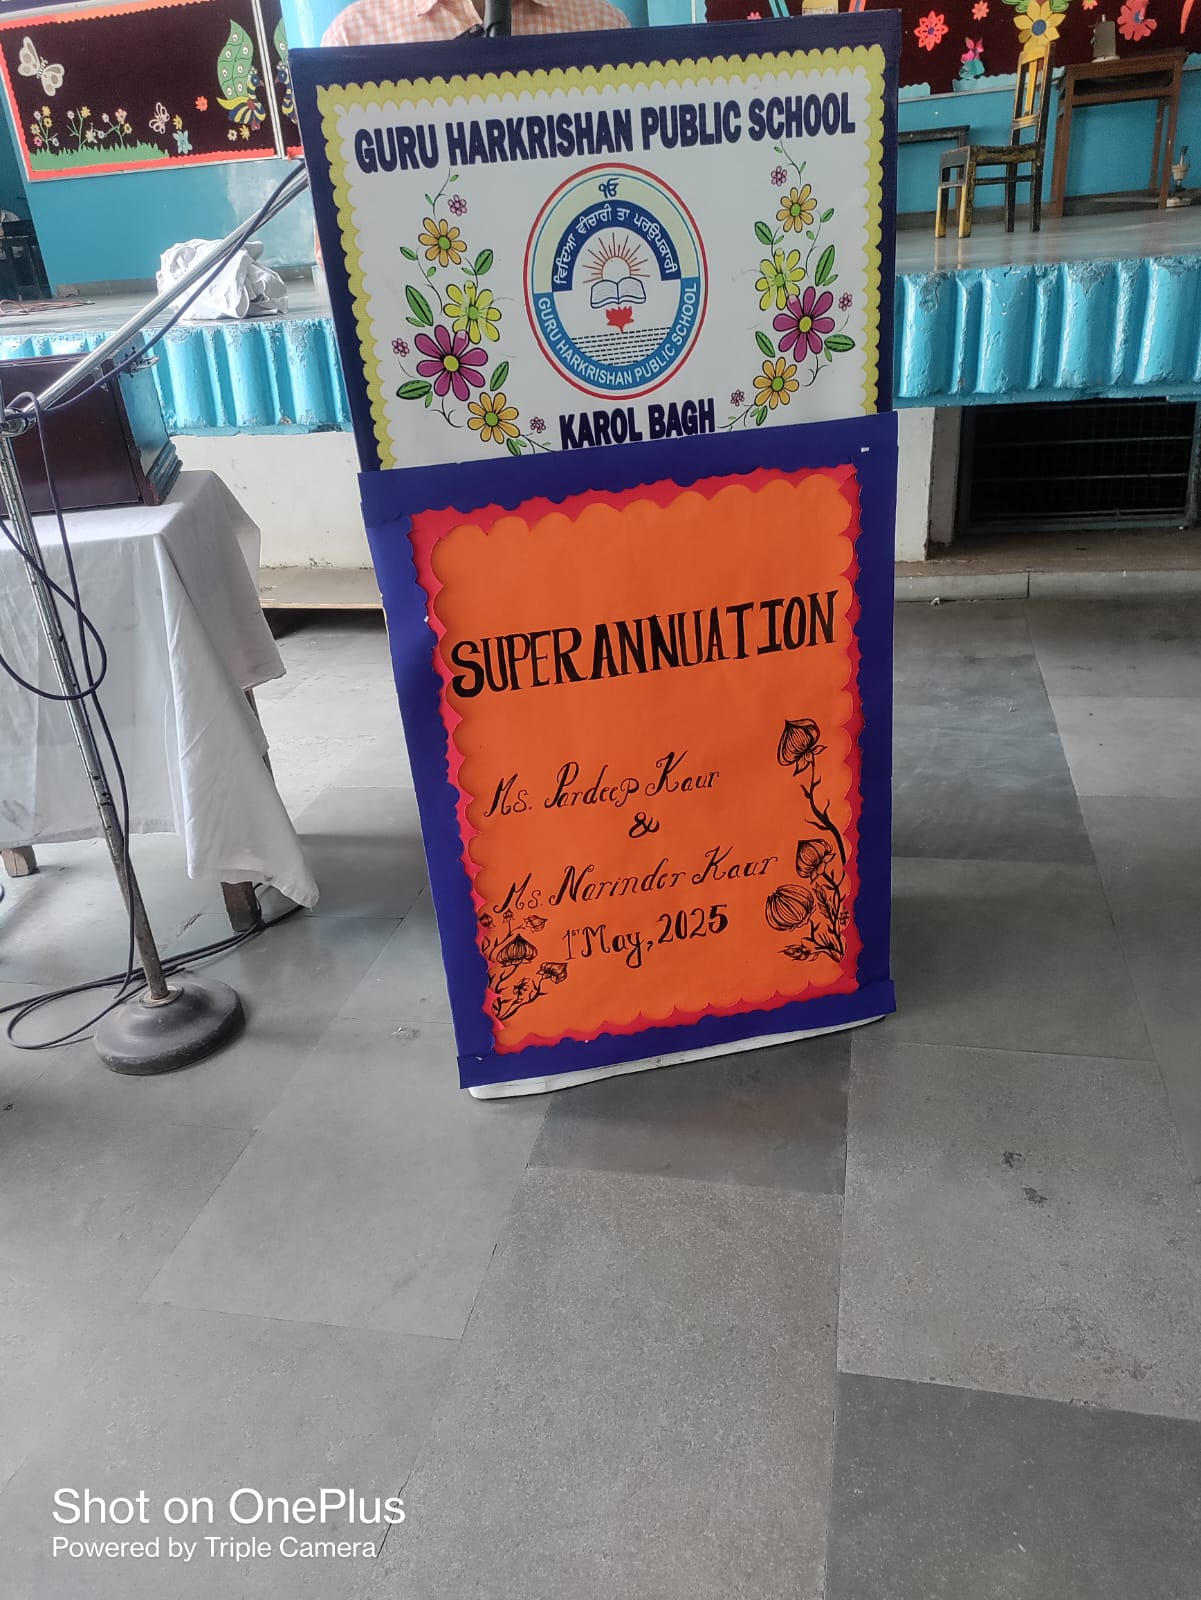 GURU HARKRISHAN PUBLIC SCHOOL
ੴ
ਵਿਦਿਆ ਵੀਚਾਰੀ ਤਾ ਪਰਉਪਕਾਰੀ
GURU HARKRISHAN PUBLIC SCHOOL
KAROL BAGH
SUPERANNUATION
Ms. Pardeep Kaur
&
Ms. Narinder Kaur
1ST May, 2025
Shot on OnePlus
Powered by Triple Camera